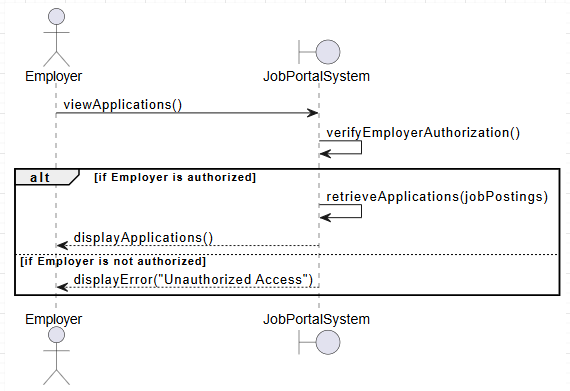 Employer
JobPortalSystem
viewApplications()
verifyEmployerAuthorization()
alt
[if Employer is authorized]
retrieveApplications(jobPostings)
displayApplications()
[if Employer is not authorized]
displayError("Unauthorized Access")
Employer
JobPortalSystem